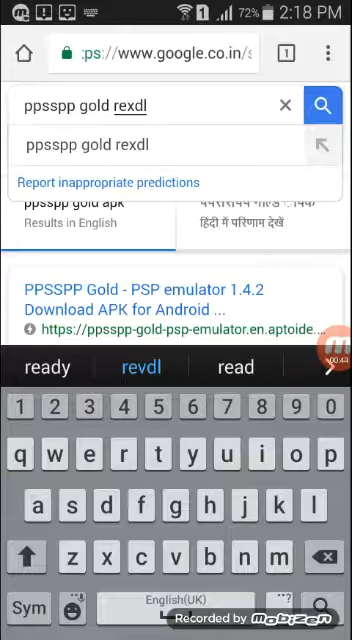 1 72% 2:18 PM
:ps://www.google.co.in/s 1
ppsspp gold rexdl
ppsspp gold rexdl
Report inappropriate predictions
ppsspp gold apk
Results in English हिंदी में परिणाम देखें
PPSSPP Gold - PSP emulator 1.4.2
Download APK for Android ...
https://ppsspp-gold-psp-emulator.en.aptoide....
00:43
ready revdl read
1 2 3 4 5 6 7 8 9 0
q w e r t y u i o p
a s d f g h j k l
z x c v b n m
Sym English(UK) ...?
Recorded by mobizen